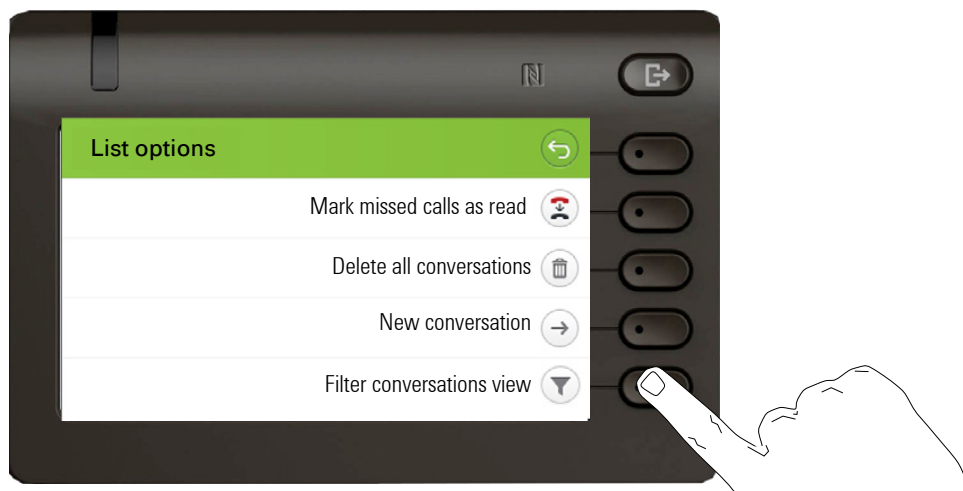 List options
Mark missed calls as read
Delete all conversations
New conversation
Filter conversations view